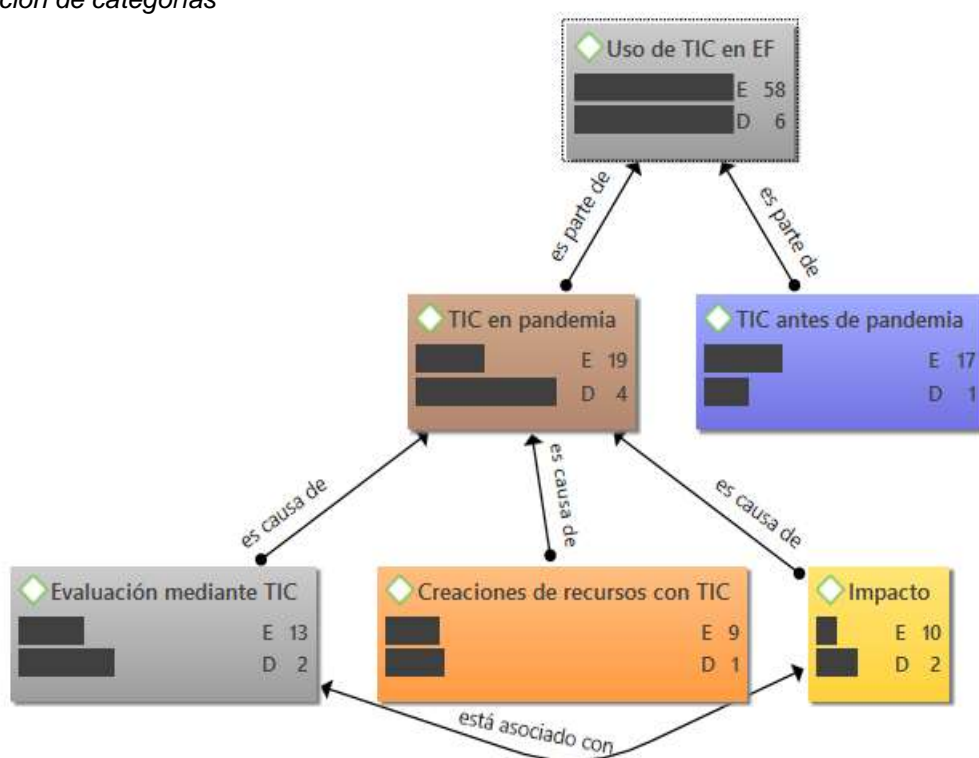 ción de categorías
Uso de TIC en EF
E 58
D 6
es parte de
es parte de
TIC en pandemia
E 19
D 4
TIC antes de pandemia
E 17
D 1
es causa de
es causa de
es causa de
Evaluación mediante TIC
E 13
D 2
Creaciones de recursos con TIC
E 9
D 1
Impacto
E 10
D 2
está asociado con